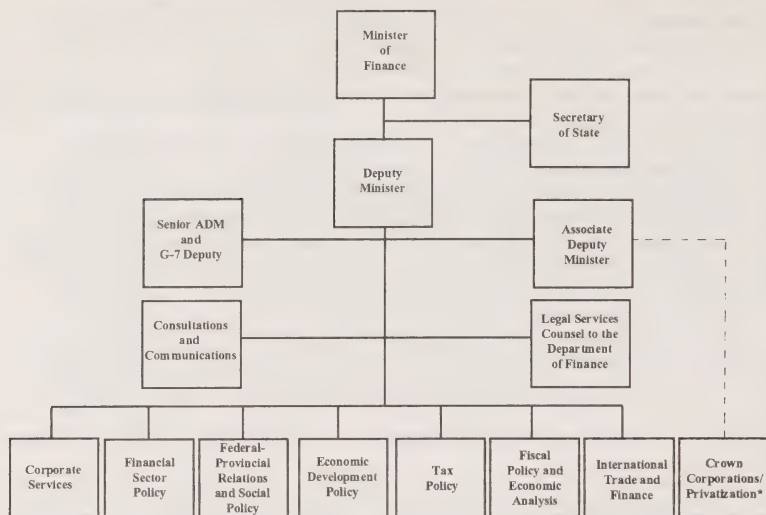 Minister
of
Finance
Secretary
of State
Deputy
Minister
Senior ADM
and
G-7 Deputy
Associate
Deputy
Minister
Consultations
and
Communications
Legal Services
Counsel to the
Department
of Finance
Corporate
Services
Financial
Sector
Policy
Federal-
Provincial
Relations
and Social
Policy
Economic
Development
Policy
Tax
Policy
Fiscal
Policy and
Economic
Analysis
International
Trade and
Finance
Crown
Corporations/
Privatization*